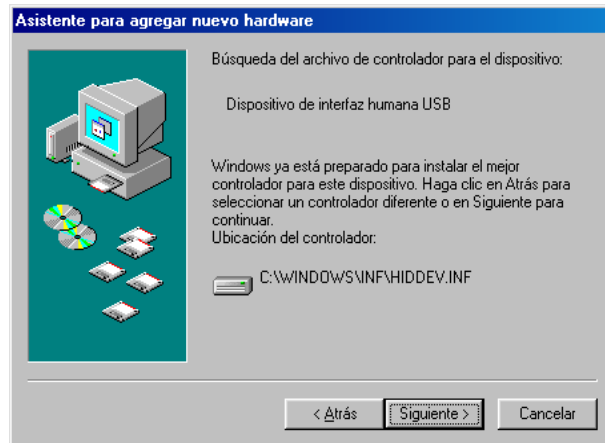 Asistente para agregar nuevo hardware
Búsqueda del archivo de controlador para el dispositivo:
Dispositivo de interfaz humana USB
Windows ya está preparado para instalar el mejor
controlador para este dispositivo. Haga clic en Atrás para
seleccionar un controlador diferente o en Siguiente para
continuar.
Ubicación del controlador:
C:\WINDOWS\INF\HIDDEV.INF
< Atrás Siguiente > Cancelar